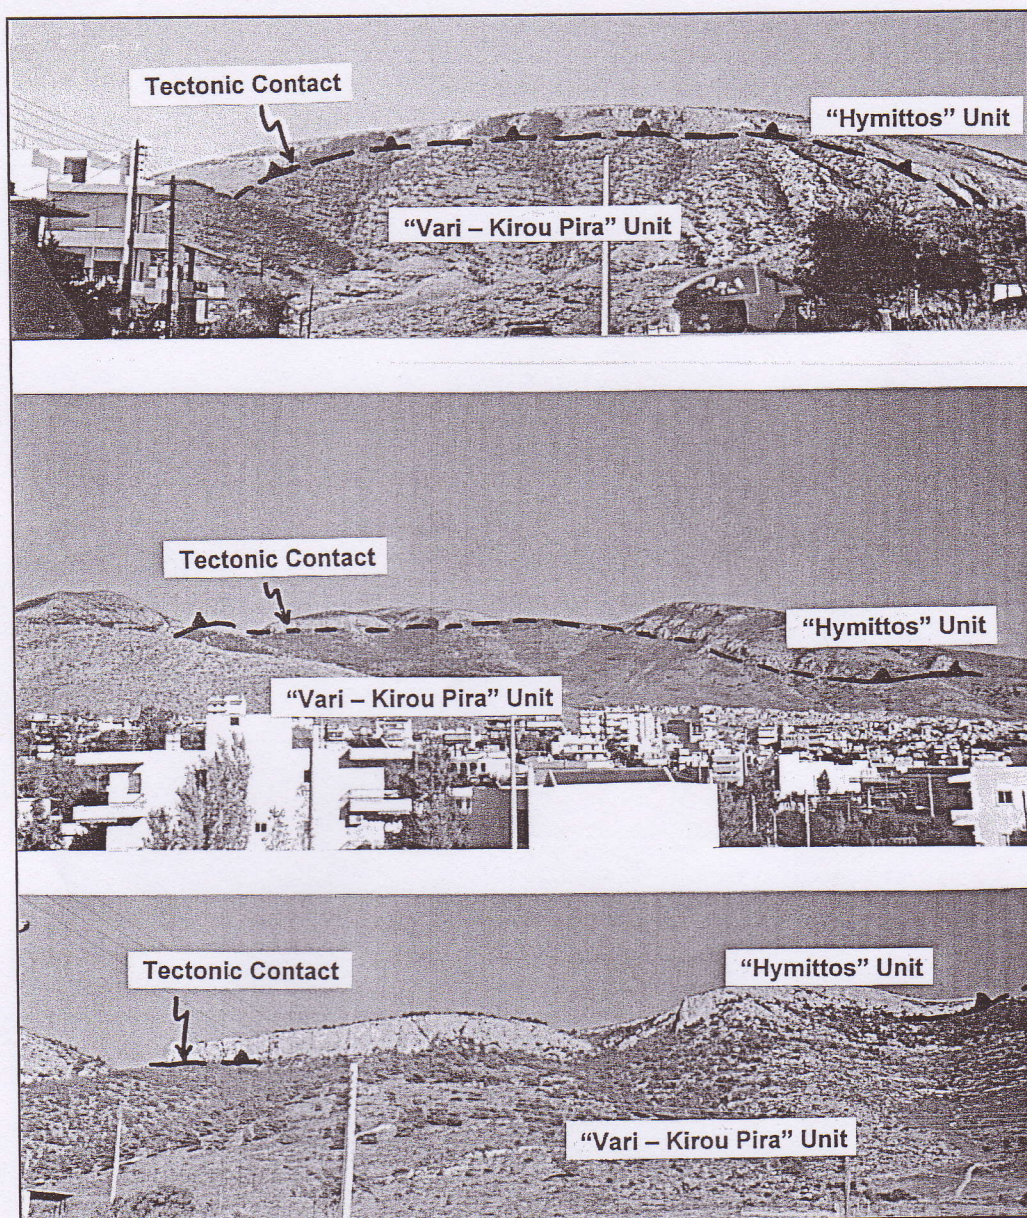 Tectonic Contact
“Hymittos” Unit
“Vari – Kirou Pira” Unit
Tectonic Contact
“Hymittos” Unit
“Vari – Kirou Pira” Unit
Tectonic Contact
“Hymittos” Unit
“Vari – Kirou Pira” Unit